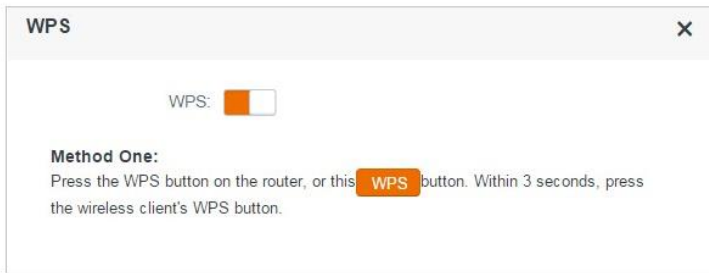 WPS
WPS:
Method One:
Press the WPS button on the router, or this WPS button. Within 3 seconds, press
the wireless client's WPS button.